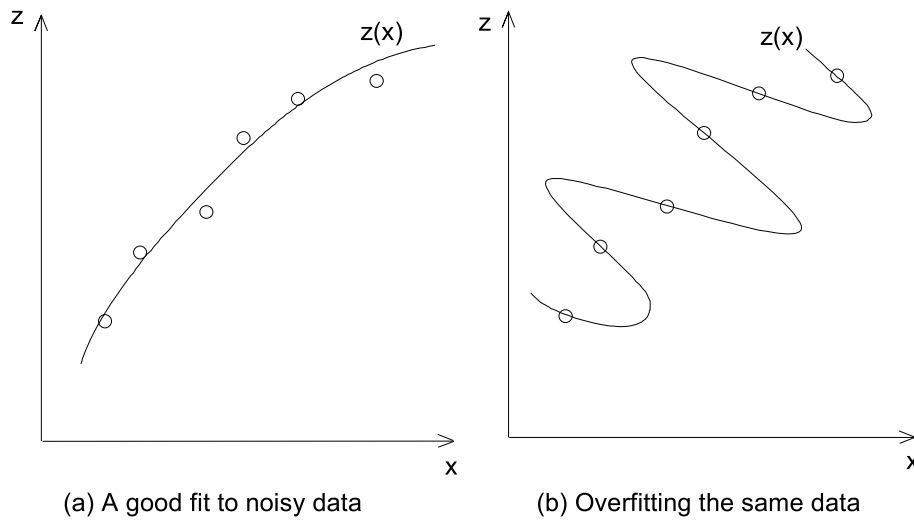 z
z(x)
x
(a) A good fit to noisy data
z
z(x)
x
(b) Overfitting the same data